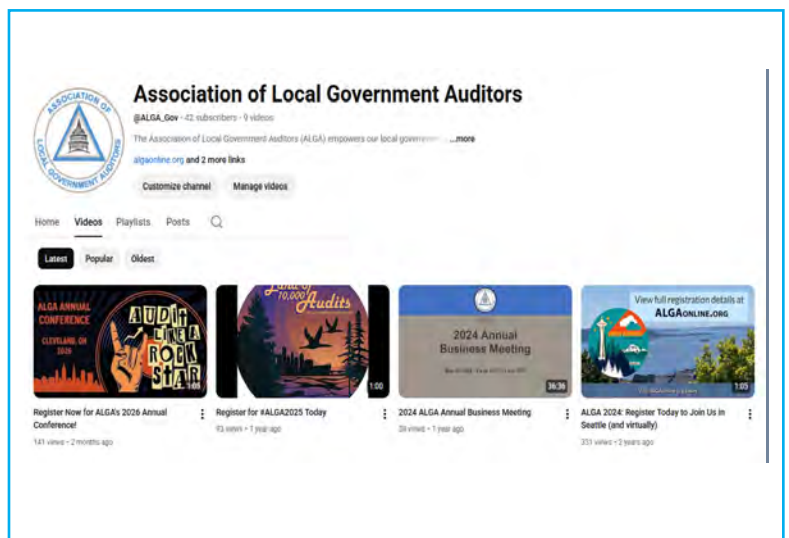 ASSOCIATION OF
LOCAL GOVERNMENT AUDITORS
Association of Local Government Auditors
@ALGA_Gov · 42 subscribers · 9 videos
The Association of Local Government Auditors (ALGA) empowers our local governmen ...more
algaonline.org and 2 more links
Customize channel Manage videos
Home Videos Playlists Posts
Latest Popular Oldest
ALGA ANNUAL
CONFERENCE
CLEVELAND, OH
2026
AUDIT
LIKE A
ROCK
STAR
1:05
Land of
10,000 Audits
1:00
2024 Annual
Business Meeting
36:36
View full registration details at
ALGAONLINE.ORG
1:05
Register Now for ALGA's 2026 Annual
Conference!
141 views • 2 months ago
Register for #ALGA2025 Today
93 views • 1 year ago
2024 ALGA Annual Business Meeting
views • 1 year ago
ALGA 2024: Register Today to Join Us in
Seattle (and virtually)
331 views • 2 years ago